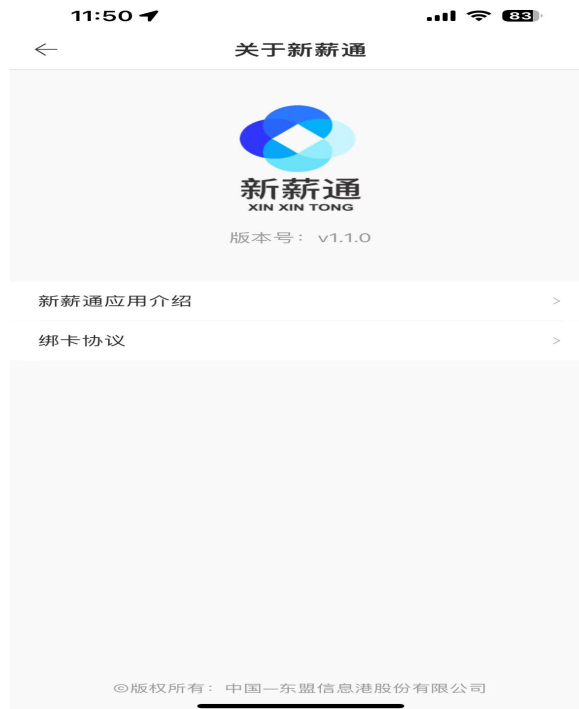 11:50
83
关于新薪通
新薪通
XIN XIN TONG
版本号： v1.1.0
新薪通应用介绍
绑卡协议
©版权所有：中国—东盟信息港股份有限公司